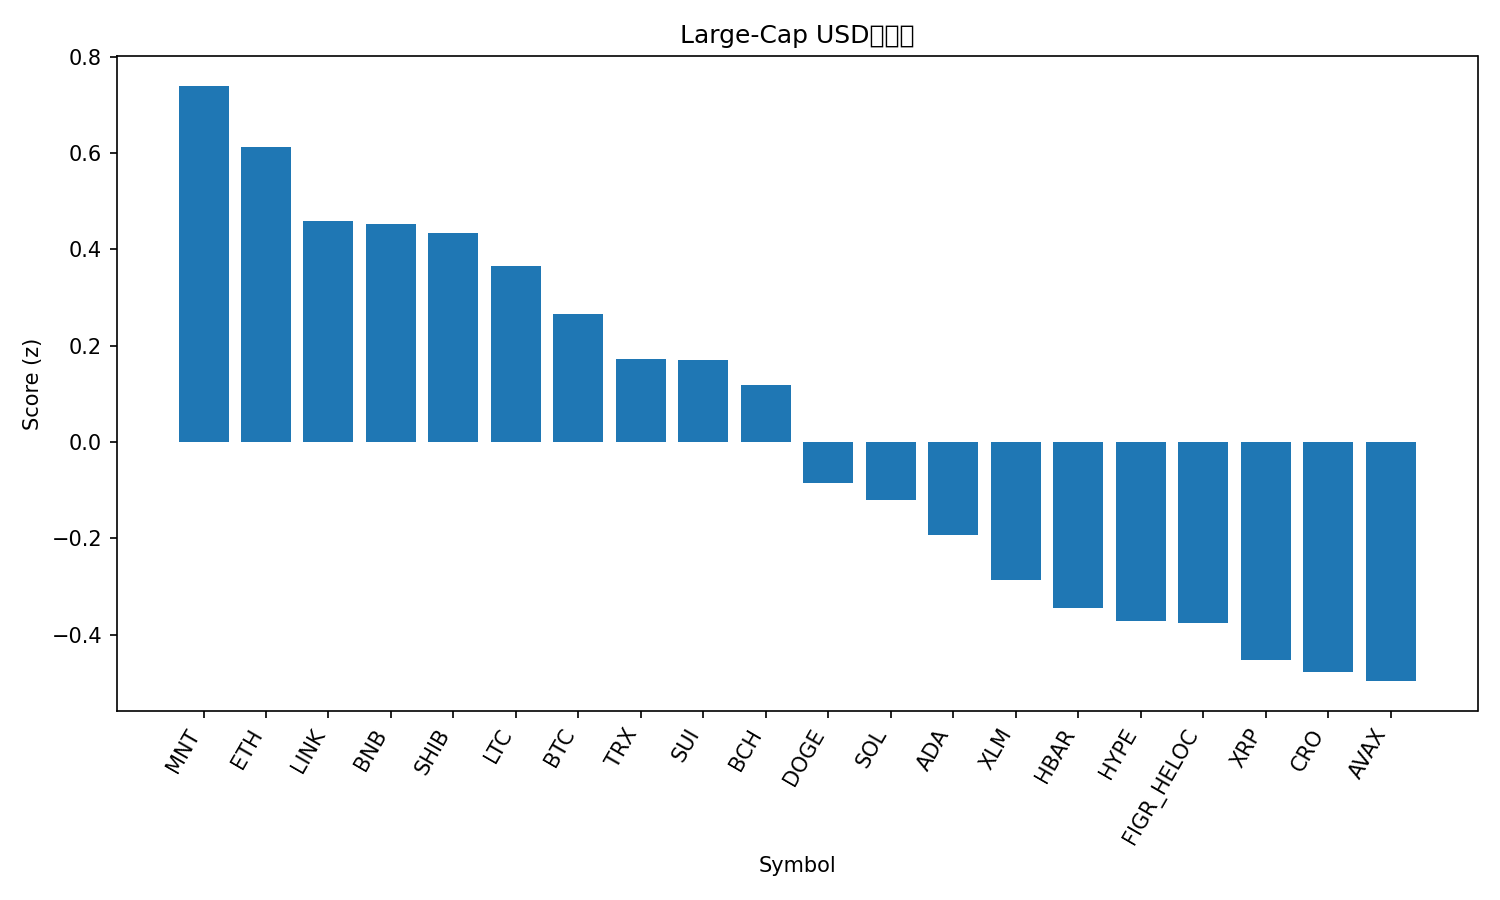 Large-Cap USD
Score (z)
0.8
0.6
0.4
0.2
0.0
−0.2
−0.4
MNT
ETH
LINK
BNB
SHIB
LTC
BTC
TRX
SUI
BCH
DOGE
SOL
ADA
XLM
HBAR
HYPE
FIGR_HELOC
XRP
CRO
AVAX
Symbol